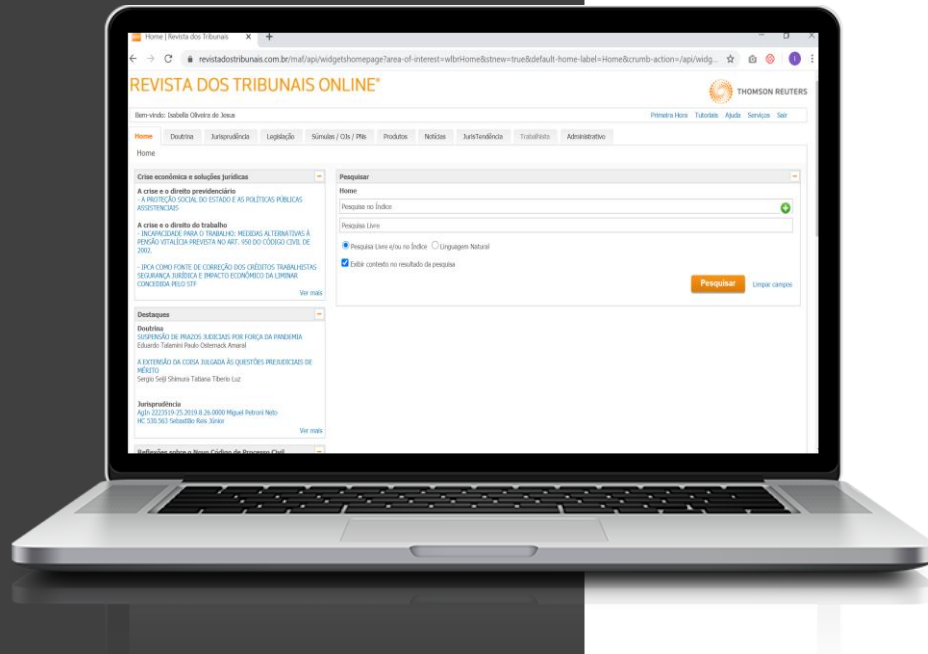 Home | Revista dos Tribunais
revistadostribunais.com.br/maf/api/widgetshomepage?area-of-interest=wlbrHome&stnew=true&default-home-label=Home&crumb-action=/api/widg...
REVISTA DOS TRIBUNAIS ONLINE®
THOMSON REUTERS
Bem-vindo: Isabella Oliveira de Jesus
Primeira Hora Tutoriais Ajuda Serviços Sair
Home Doutrina Jurisprudência Legislação Súmulas / OJs / PNs Produtos Notícias JurisTendência Trabalhista Administrativo
Home
Crise econômica e soluções jurídicas
A crise e o direito previdenciário
- A PROTEÇÃO SOCIAL DO ESTADO E AS POLÍTICAS PÚBLICAS
ASSISTENCIAIS
A crise e o direito do trabalho
- INCAPACIDADE PARA O TRABALHO: MEDIDAS ALTERNATIVAS À
PENSÃO VITALÍCIA PREVISTA NO ART. 950 DO CÓDIGO CIVIL DE
2002.
- IPCA COMO FONTE DE CORREÇÃO DOS CRÉDITOS TRABALHISTAS
SEGURANÇA JURÍDICA E IMPACTO ECONÔMICO DA LIMINAR
CONCEDIDA PELO STF
Ver mais
Destaques
Doutrina
SUSPENSÃO DE PRAZOS JUDICIAIS POR FORÇA DA PANDEMIA
Eduardo Talamini Paulo Osternack Amaral
A EXTENSÃO DA COISA JULGADA ÀS QUESTÕES PREJUDICIAIS DE
MÉRITO
Sergio Seiji Shimura Tatiana Tiberio Luz
Jurisprudência
AgIn 2223519-25.2019.8.26.0000 Miguel Petroni Neto
HC 530.563 Sebastião Reis Júnior
Ver mais
Reflexões sobre o Novo Código de Processo Civil
Pesquisar
Home
Pesquisa no Índice
Pesquisa Livre
Pesquisa Livre e/ou no Índice Linguagem Natural
Exibir contexto no resultado da pesquisa
Pesquisar Limpar campos